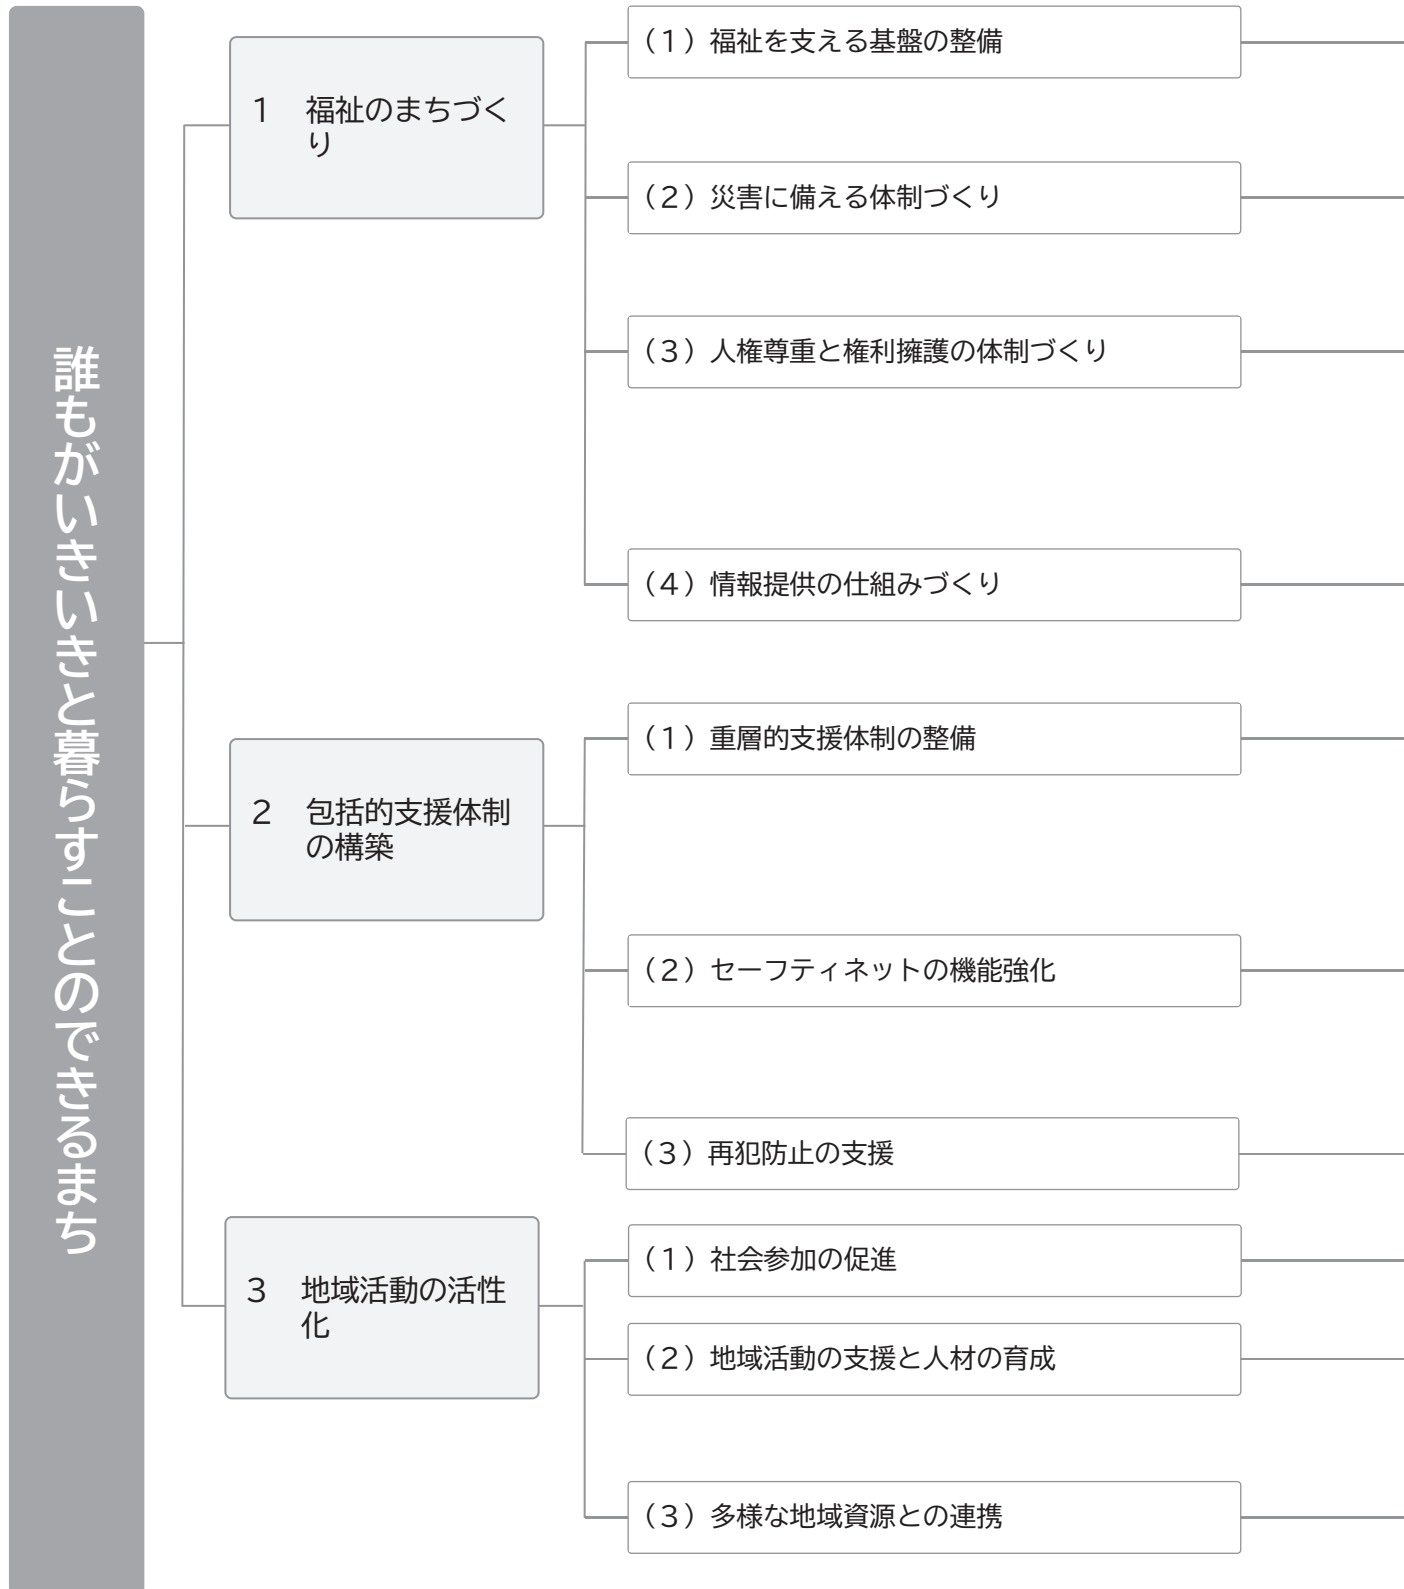 誰もがいきいきと暮らすことのできるまち
1　福祉のまちづく
り
（1）福祉を支える基盤の整備
（2）災害に備える体制づくり
（3）人権尊重と権利擁護の体制づくり
（4）情報提供の仕組みづくり
2　包括的支援体制
の構築
（1）重層的支援体制の整備
（2）セーフティネットの機能強化
（3）再犯防止の支援
3　地域活動の活性
化
（1）社会参加の促進
（2）地域活動の支援と人材の育成
（3）多様な地域資源との連携